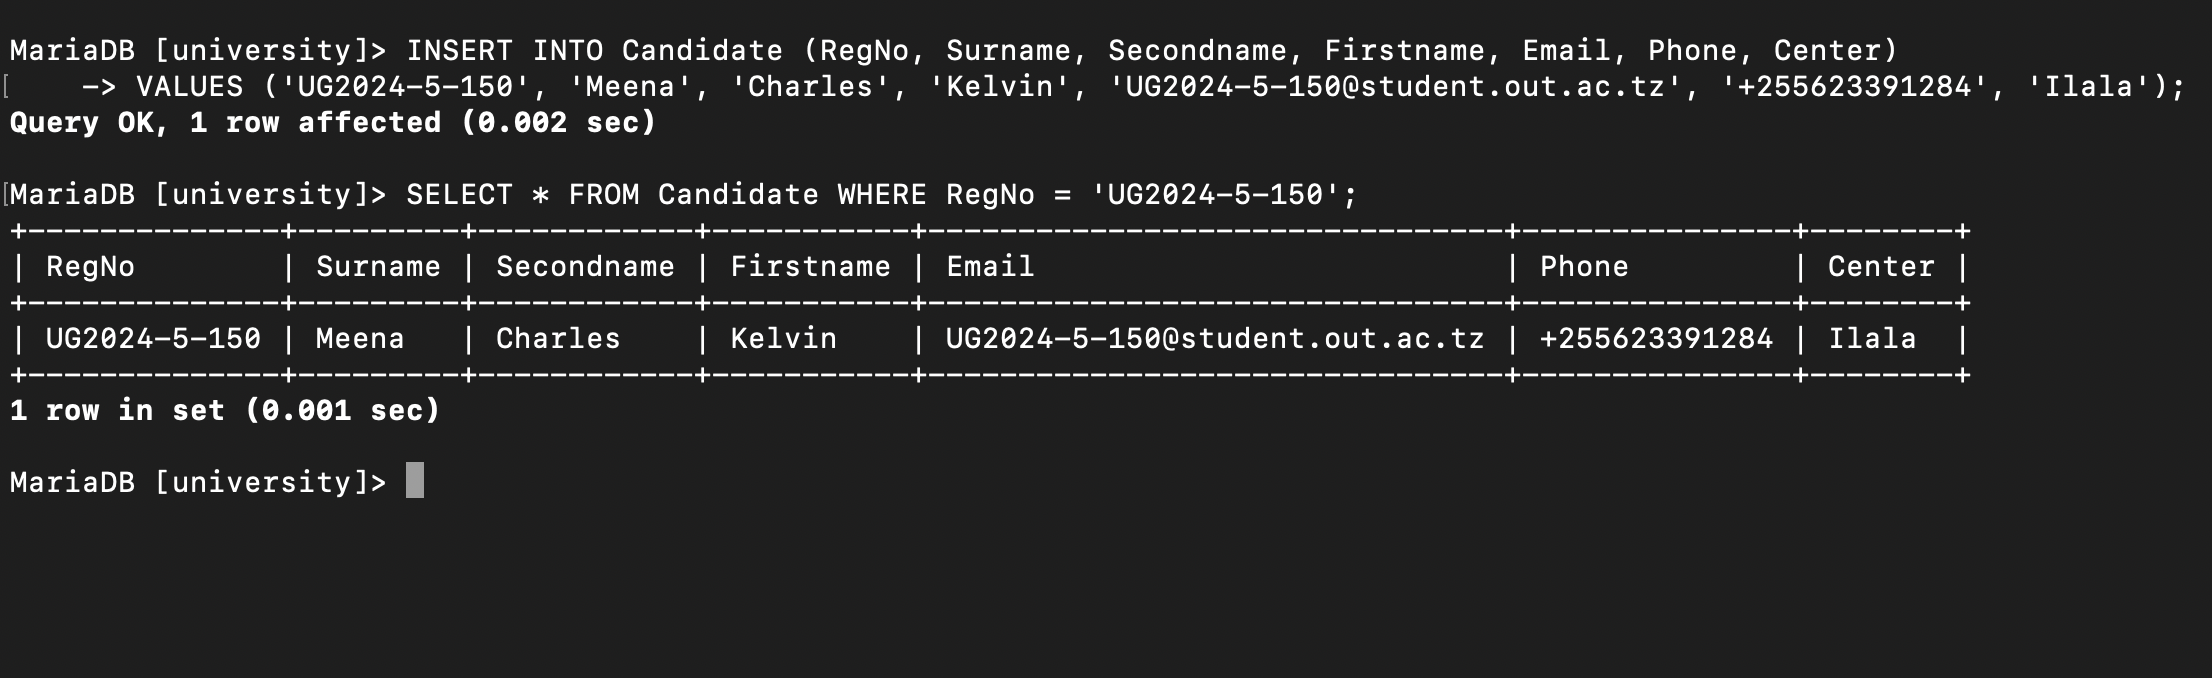 MariaDB [university]> INSERT INTO Candidate (RegNo, Surname, Secondname, Firstname, Email, Phone, Center)
    -> VALUES ('UG2024-5-150', 'Meena', 'Charles', 'Kelvin', 'UG2024-5-150@student.out.ac.tz', '+255623391284', 'Ilala');
Query OK, 1 row affected (0.002 sec)

MariaDB [university]> SELECT * FROM Candidate WHERE RegNo = 'UG2024-5-150';
+--------------+---------+------------+-----------+--------------------------------+---------------+--------+
| RegNo        | Surname | Secondname | Firstname | Email                          | Phone         | Center |
+--------------+---------+------------+-----------+--------------------------------+---------------+--------+
| UG2024-5-150 | Meena   | Charles    | Kelvin    | UG2024-5-150@student.out.ac.tz | +255623391284 | Ilala  |
+--------------+---------+------------+-----------+--------------------------------+---------------+--------+
1 row in set (0.001 sec)

MariaDB [university]>